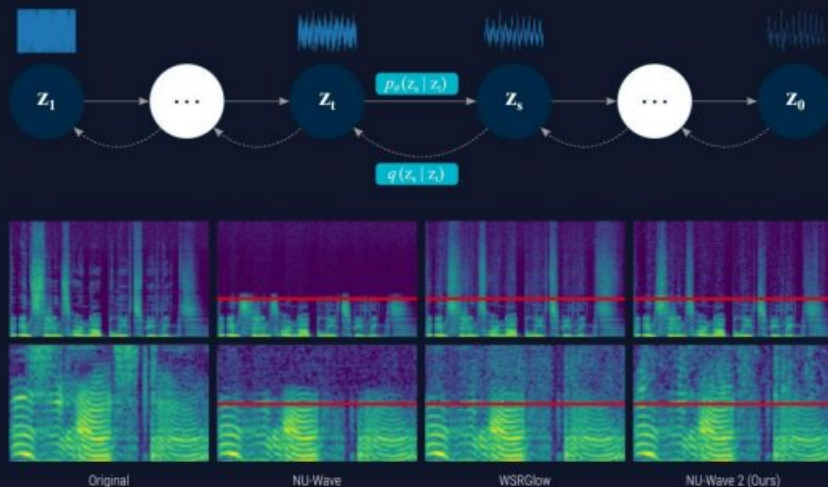 z₁ ... zₜ pθ(zₛ|zₜ) zₛ ... z₀
q(zₛ|zₜ)
Original NU-Wave WSRGlow NU-Wave 2 (Ours)